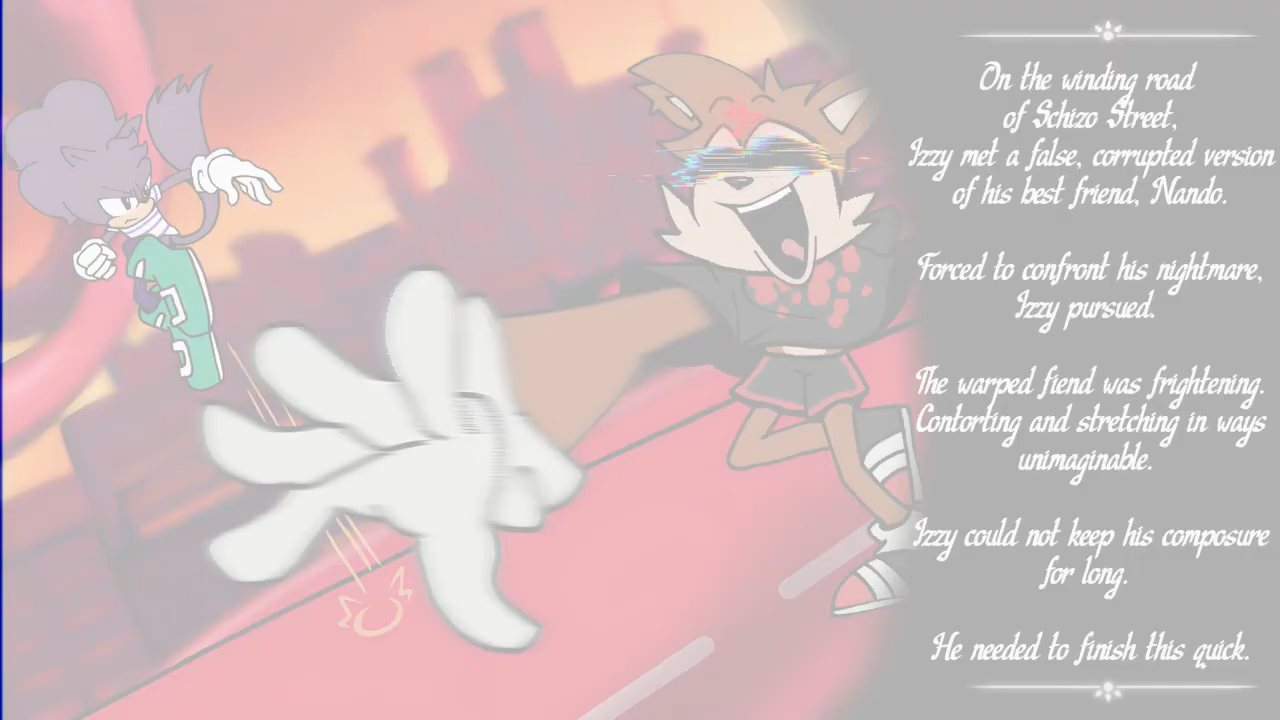 On the winding road
of Schizo Street,
Izzy met a false, corrupted version
of his best friend, Nando.
Forced to confront his nightmare,
Izzy pursued.
The warped fiend was frightening.
Contorting and stretching in ways
unimaginable.
Izzy could not keep his composure
for long.
He needed to finish this quick.